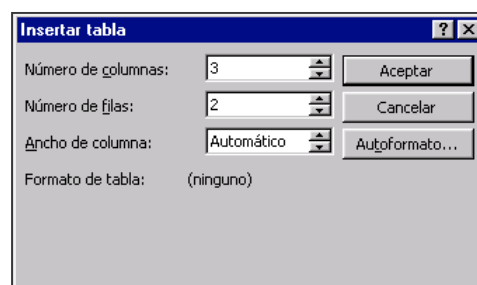 Insertar tabla
Número de columnas: 3 Aceptar
Número de filas: 2 Cancelar
Ancho de columna: Automático Autoformato...
Formato de tabla: (ninguno)